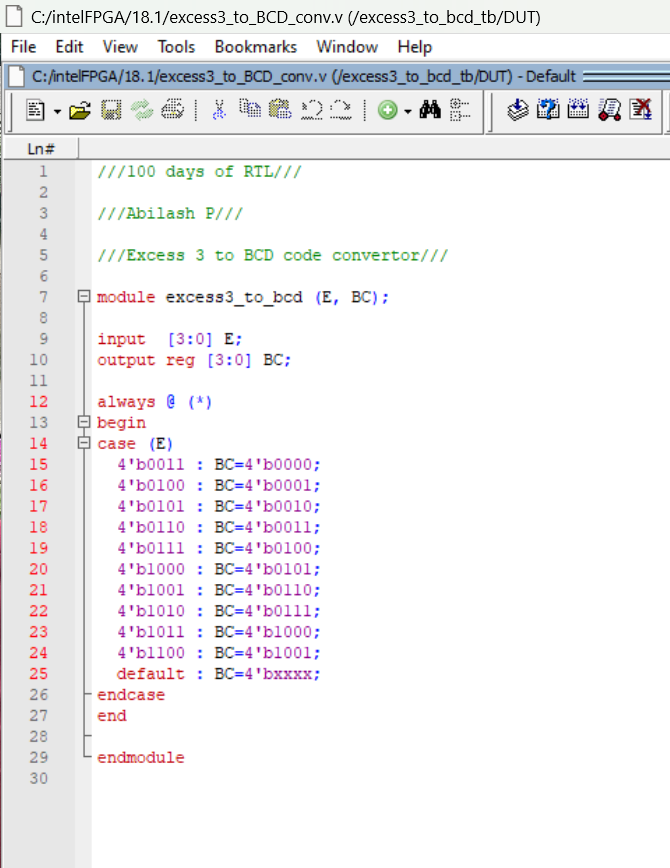 C:/intelFPGA/18.1/excess3_to_BCD_conv.v (/excess3_to_bcd_tb/DUT)
File Edit View Tools Bookmarks Window Help
C:/intelFPGA/18.1/excess3_to_BCD_conv.v (/excess3_to_bcd_tb/DUT) - Default
Ln#
1 ///100 days of RTL///
2
3 ///Abilash P///
4
5 ///Excess 3 to BCD code convertor///
6
7 module excess3_to_bcd (E, BC);
8
9 input  [3:0] E;
10 output reg [3:0] BC;
11
12 always @ (*)
13 begin
14 case (E)
15   4'b0011 : BC=4'b0000;
16   4'b0100 : BC=4'b0001;
17   4'b0101 : BC=4'b0010;
18   4'b0110 : BC=4'b0011;
19   4'b0111 : BC=4'b0100;
20   4'b1000 : BC=4'b0101;
21   4'b1001 : BC=4'b0110;
22   4'b1010 : BC=4'b0111;
23   4'b1011 : BC=4'b1000;
24   4'b1100 : BC=4'b1001;
25   default : BC=4'bxxxx;
26 endcase
27 end
28
29 endmodule
30